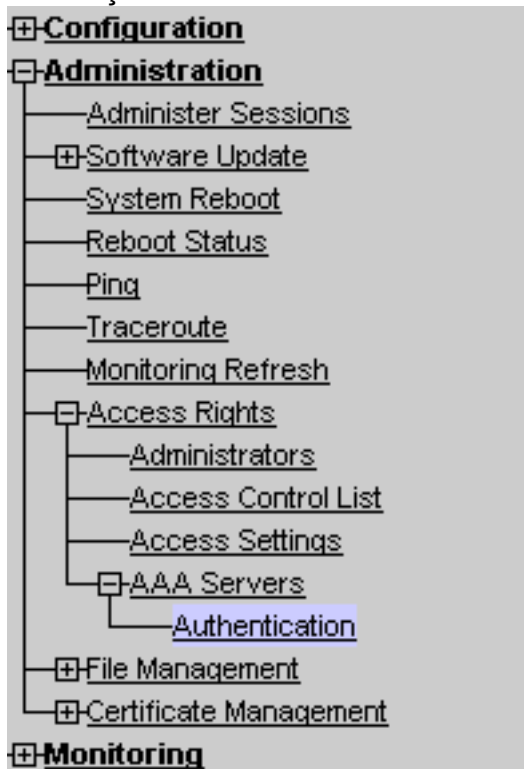 Configuration
Administration
Administer Sessions
Software Update
System Reboot
Reboot Status
Ping
Traceroute
Monitoring Refresh
Access Rights
Administrators
Access Control List
Access Settings
AAA Servers
Authentication
File Management
Certificate Management
Monitoring